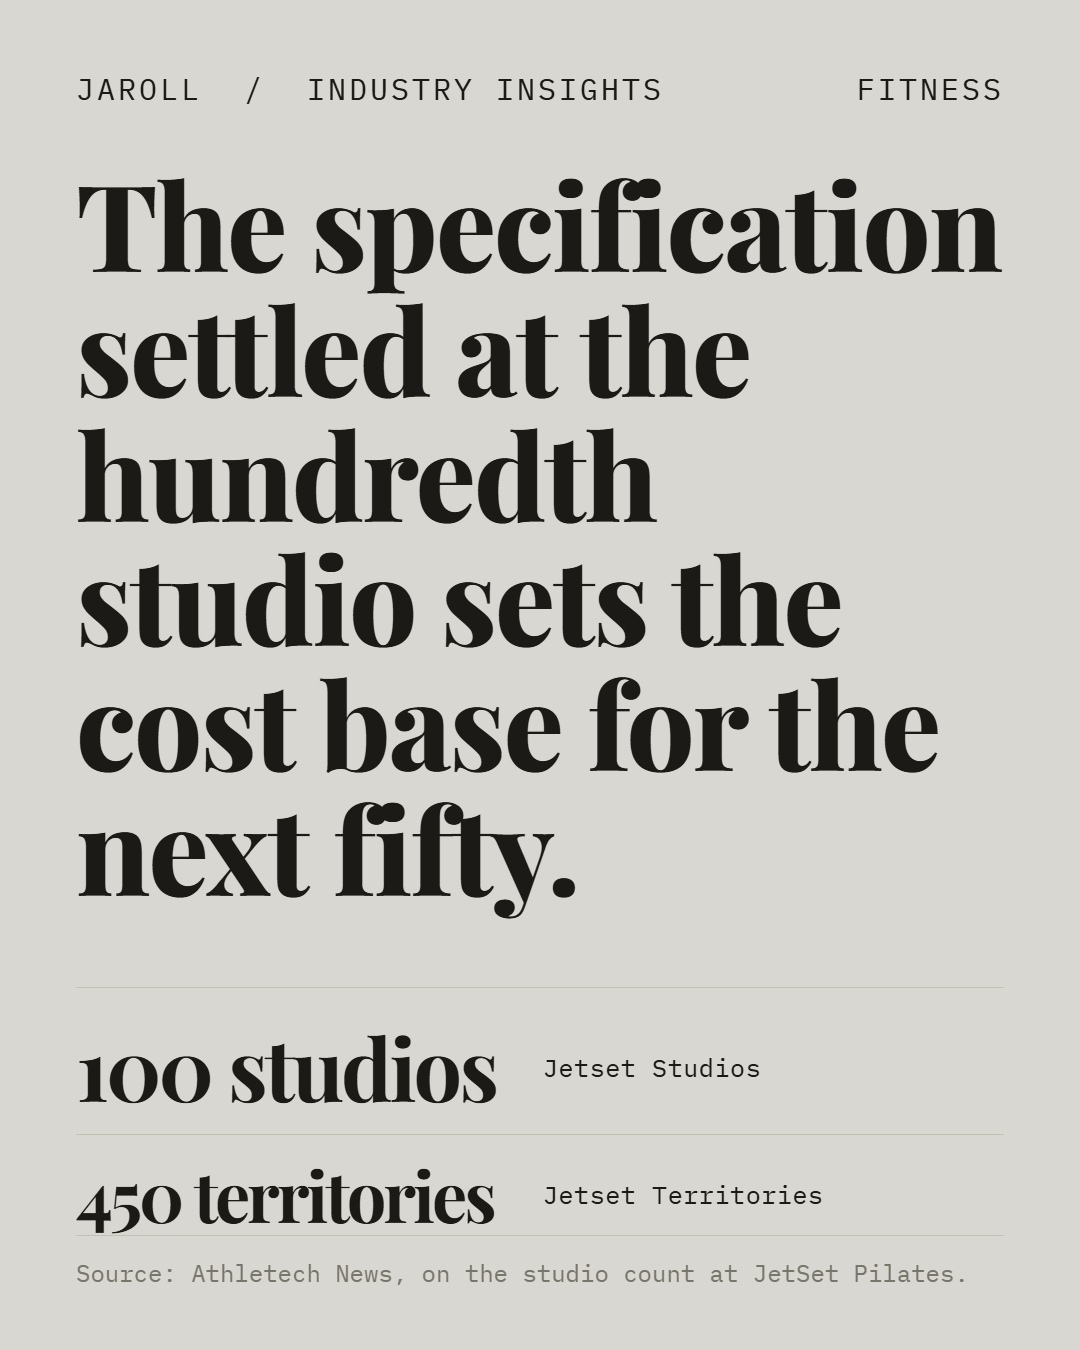 JAROLL / INDUSTRY INSIGHTS FITNESS
The specification
settled at the
hundredth
studio sets the
cost base for the
next fifty.
100 studios Jetset Studios
450 territories Jetset Territories
Source: Athletech News, on the studio count at JetSet Pilates.